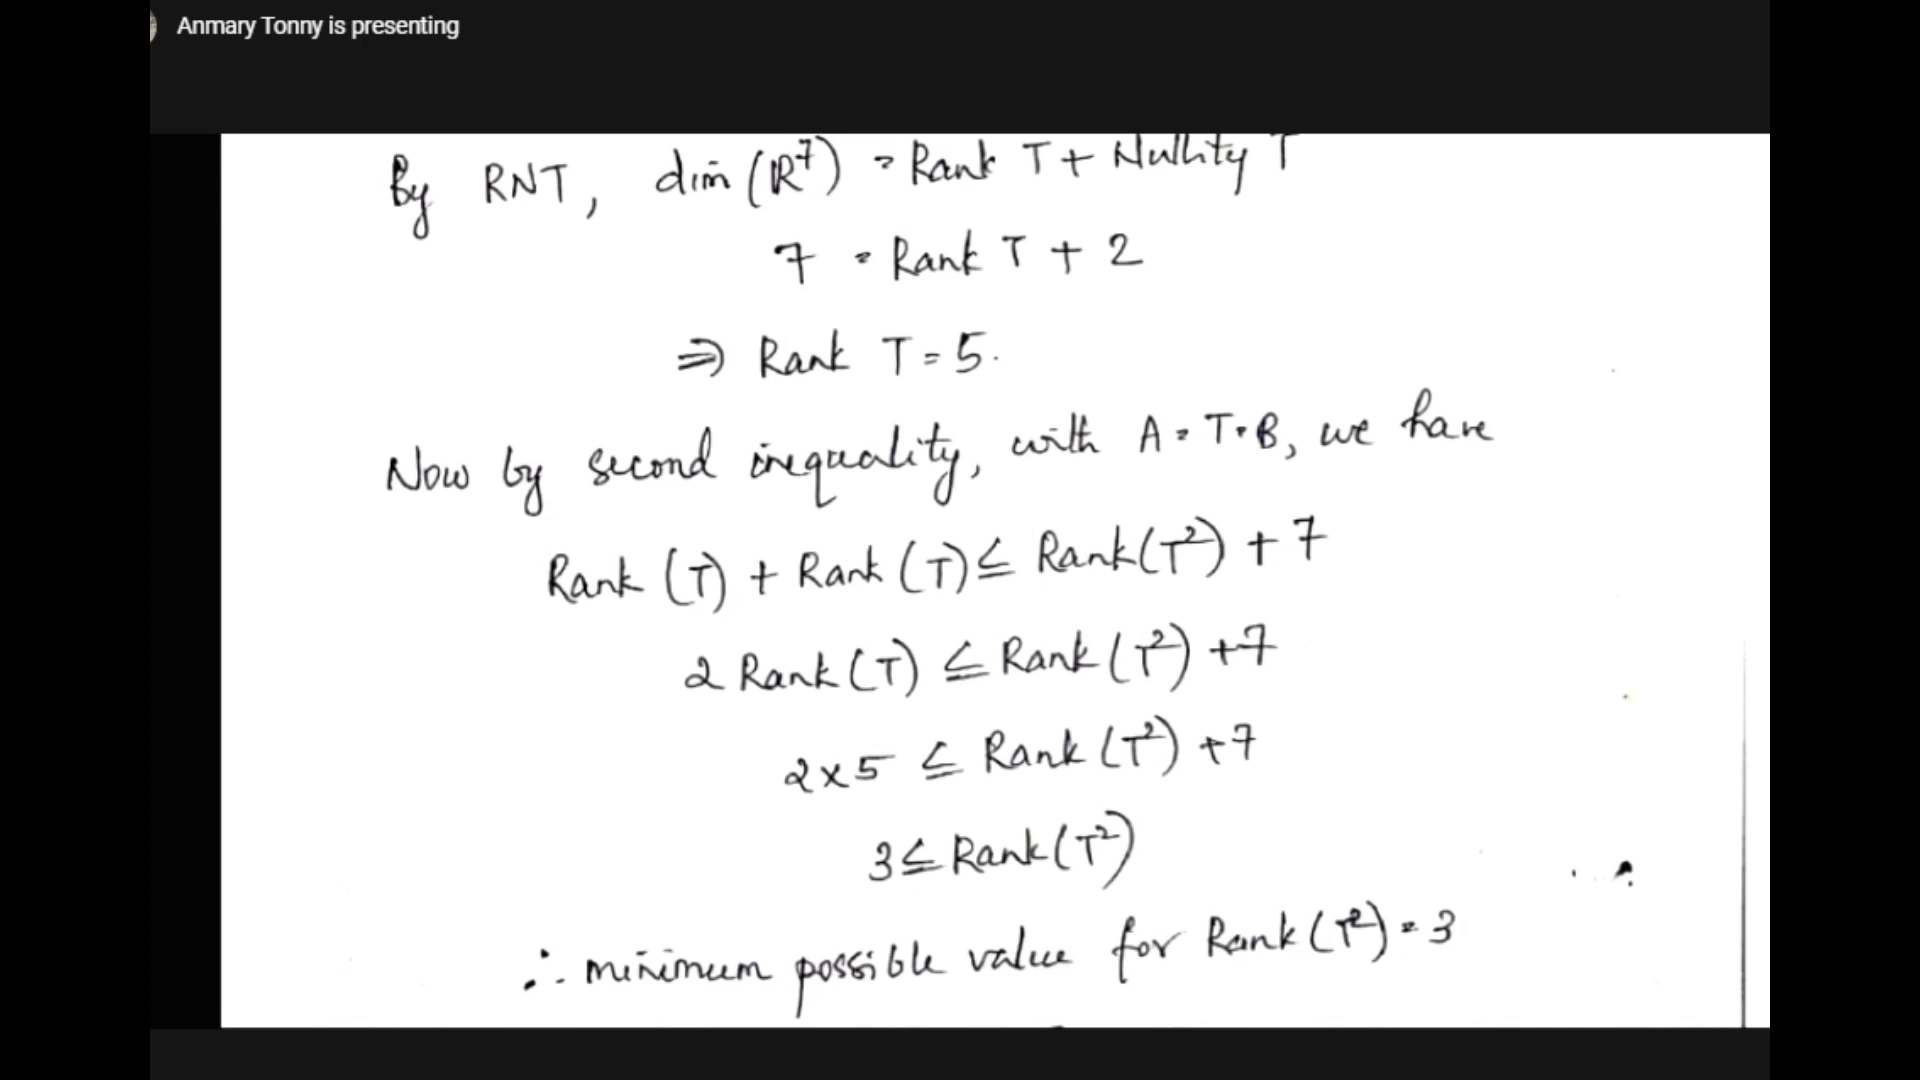 Anmary Tonny is presenting
By RNT, dim (ℝ⁷) = Rank T + Nullity T
7 = Rank T + 2
⇒ Rank T = 5.
Now by second inequality, with A = T = B, we have
Rank (T) + Rank (T) ≤ Rank(T²) + 7
2 Rank (T) ≤ Rank (T²) + 7
2 × 5 ≤ Rank (T²) + 7
3 ≤ Rank (T²)
∴ minimum possible value for Rank (T²) = 3